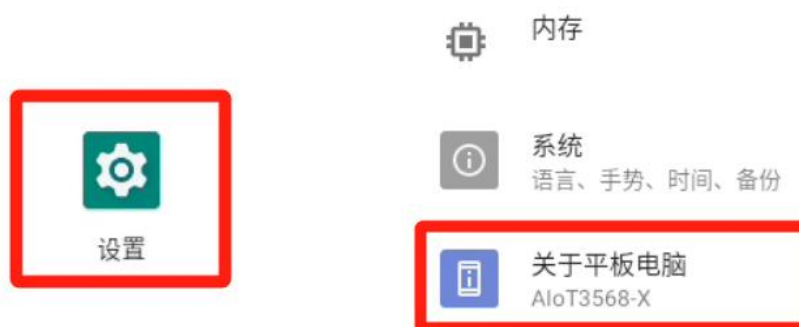 设置
内存
系统
语言、手势、时间、备份
关于平板电脑
AIoT3568-X